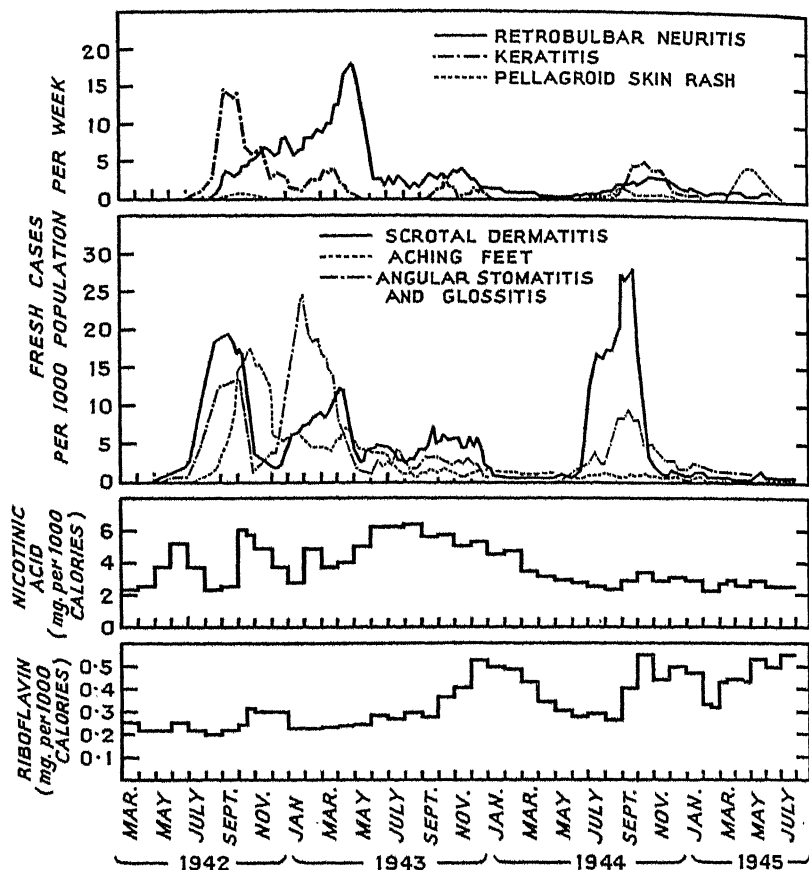 FRESH CASES
PER 1000 POPULATION PER WEEK
20
15
10
5
0
RETROBULBAR NEURITIS
KERATITIS
PELLAGROID SKIN RASH
30
25
20
15
10
5
0
SCROTAL DERMATITIS
ACHING FEET
ANGULAR STOMATITIS
AND GLOSSITIS
NICOTINIC
ACID
(mg. per 1000
CALORIES)
6
4
2
0
RIBOFLAVIN
(mg. per 1000
CALORIES)
0·5
0·4
0·3
0·2
0·1
MAR. MAY JULY SEPT. NOV. JAN MAR. MAY JULY SEPT. NOV. JAN. MAR. MAY JULY SEPT. NOV. JAN. MAR. MAY JULY
1942 1943 1944 1945